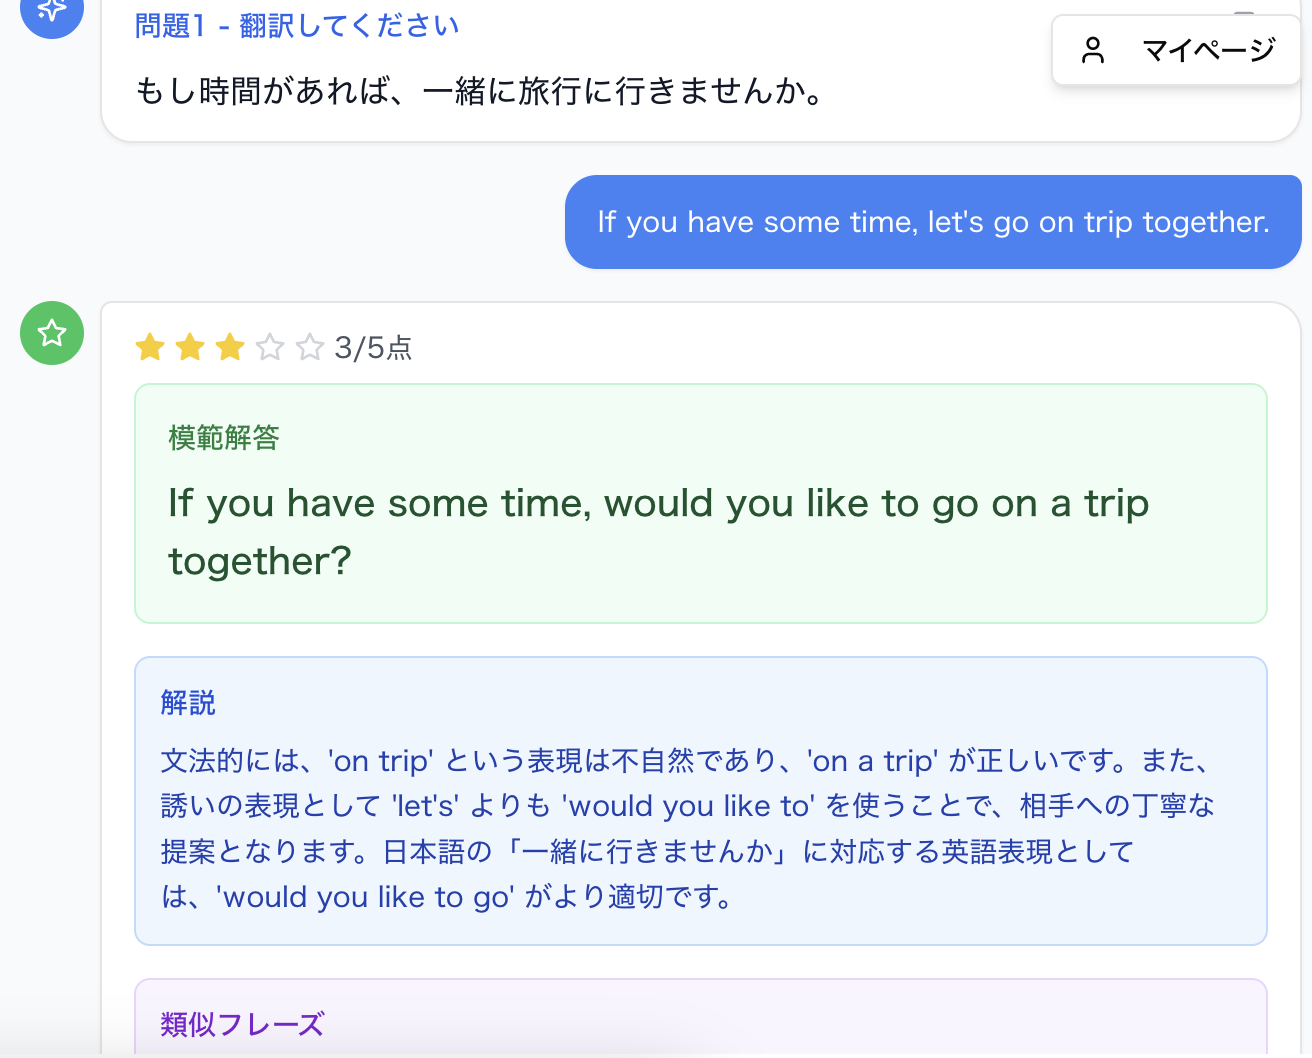 問題1 - 翻訳してください
マイページ
もし時間があれば、一緒に旅行に行きませんか。
If you have some time, let's go on trip together.
3/5点
模範解答
If you have some time, would you like to go on a trip
together?
解説
文法的には、'on trip' という表現は不自然であり、'on a trip' が正しいです。また、
誘いの表現として 'let's' よりも 'would you like to' を使うことで、相手への丁寧な
提案となります。日本語の「一緒に行きませんか」に対応する英語表現として
は、'would you like to go' がより適切です。
類似フレーズ